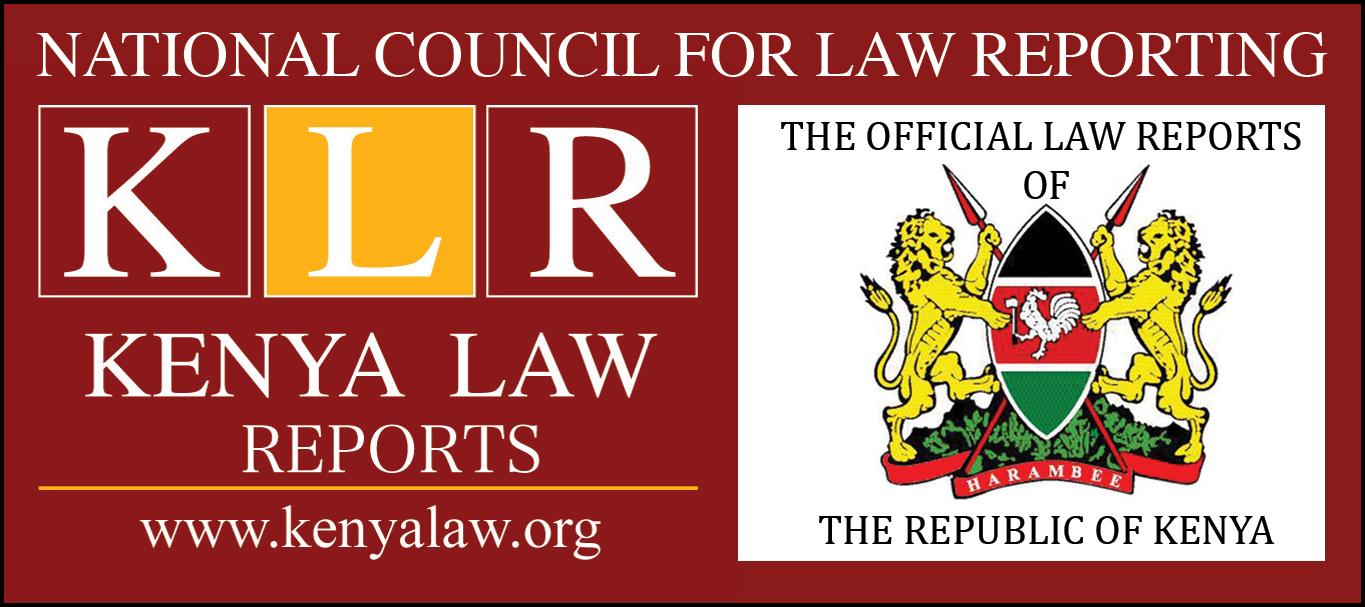 NATIONAL COUNCIL FOR LAW REPORTING
K L R
KENYA LAW
REPORTS
www.kenyalaw.org
THE OFFICIAL LAW REPORTS
OF
HARAMBEE
THE REPUBLIC OF KENYA